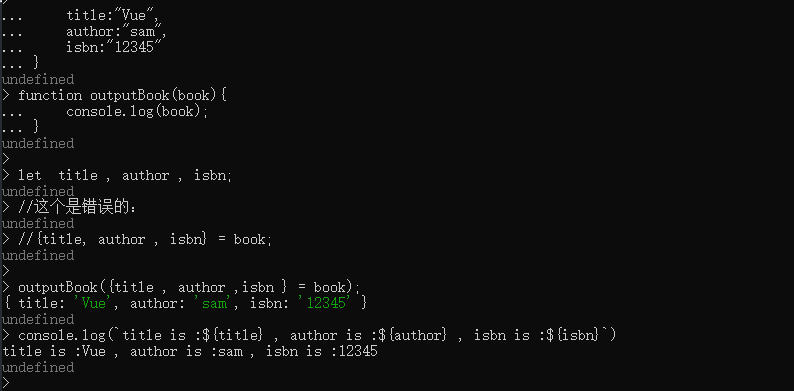 ...     title:"Vue",
...     author:"sam",
...     isbn:"12345"
... }
undefined
> function outputBook(book){
...     console.log(book);
... }
undefined
>
> let  title , author , isbn;
undefined
> //这个是错误的:
undefined
> //{title, author , isbn} = book;
undefined
>
> outputBook({title , author ,isbn } = book);
{ title: 'Vue', author: 'sam', isbn: '12345' }
undefined
> console.log(`title is :${title} , author is :${author} , isbn is :${isbn}`)
title is :Vue , author is :sam , isbn is :12345
undefined
>